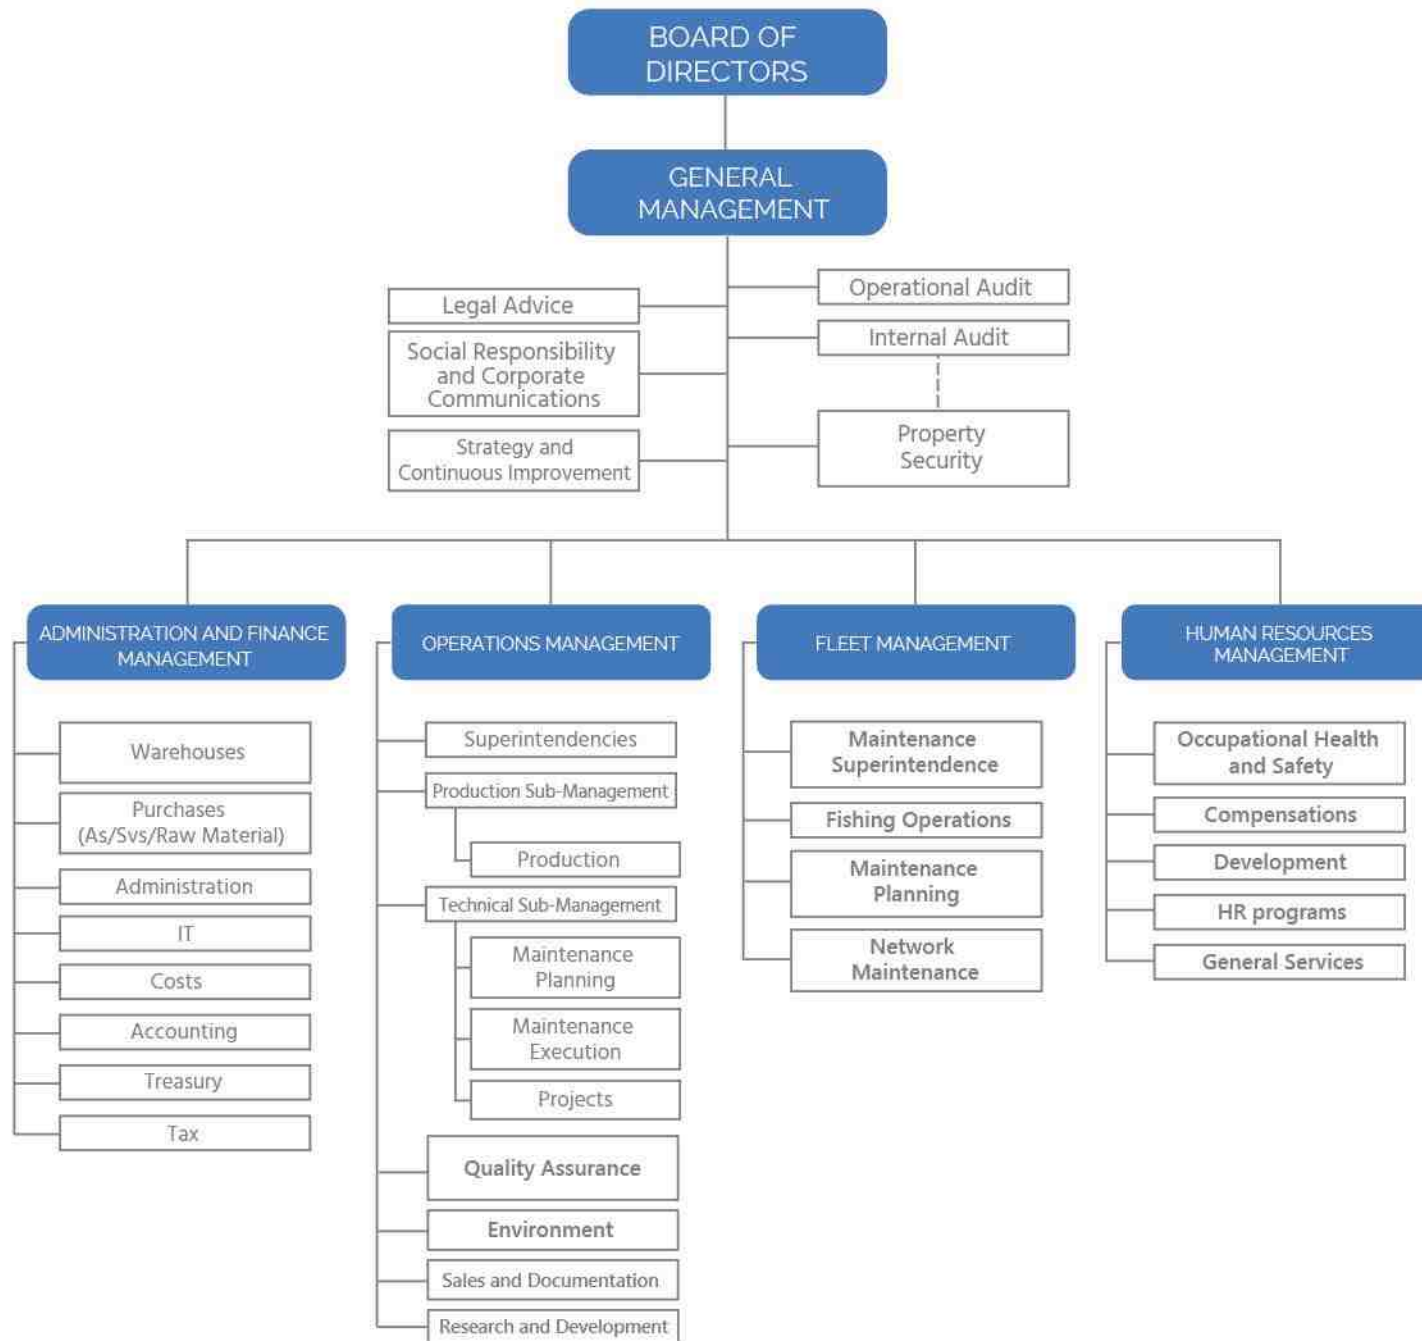 BOARD OF
DIRECTORS
GENERAL
MANAGEMENT
Legal Advice
Social Responsibility
and Corporate
Communications
Strategy and
Continuous Improvement
Operational Audit
Internal Audit
Property
Security
ADMINISTRATION AND FINANCE
MANAGEMENT
Warehouses
Purchases
(As/Svs/Raw Material)
Administration
IT
Costs
Accounting
Treasury
Tax
OPERATIONS MANAGEMENT
Superintendencies
Production Sub-Management
Production
Technical Sub-Management
Maintenance
Planning
Maintenance
Execution
Projects
Quality Assurance
Environment
Sales and Documentation
Research and Development
FLEET MANAGEMENT
Maintenance
Superintendence
Fishing Operations
Maintenance
Planning
Network
Maintenance
HUMAN RESOURCES
MANAGEMENT
Occupational Health
and Safety
Compensations
Development
HR programs
General Services